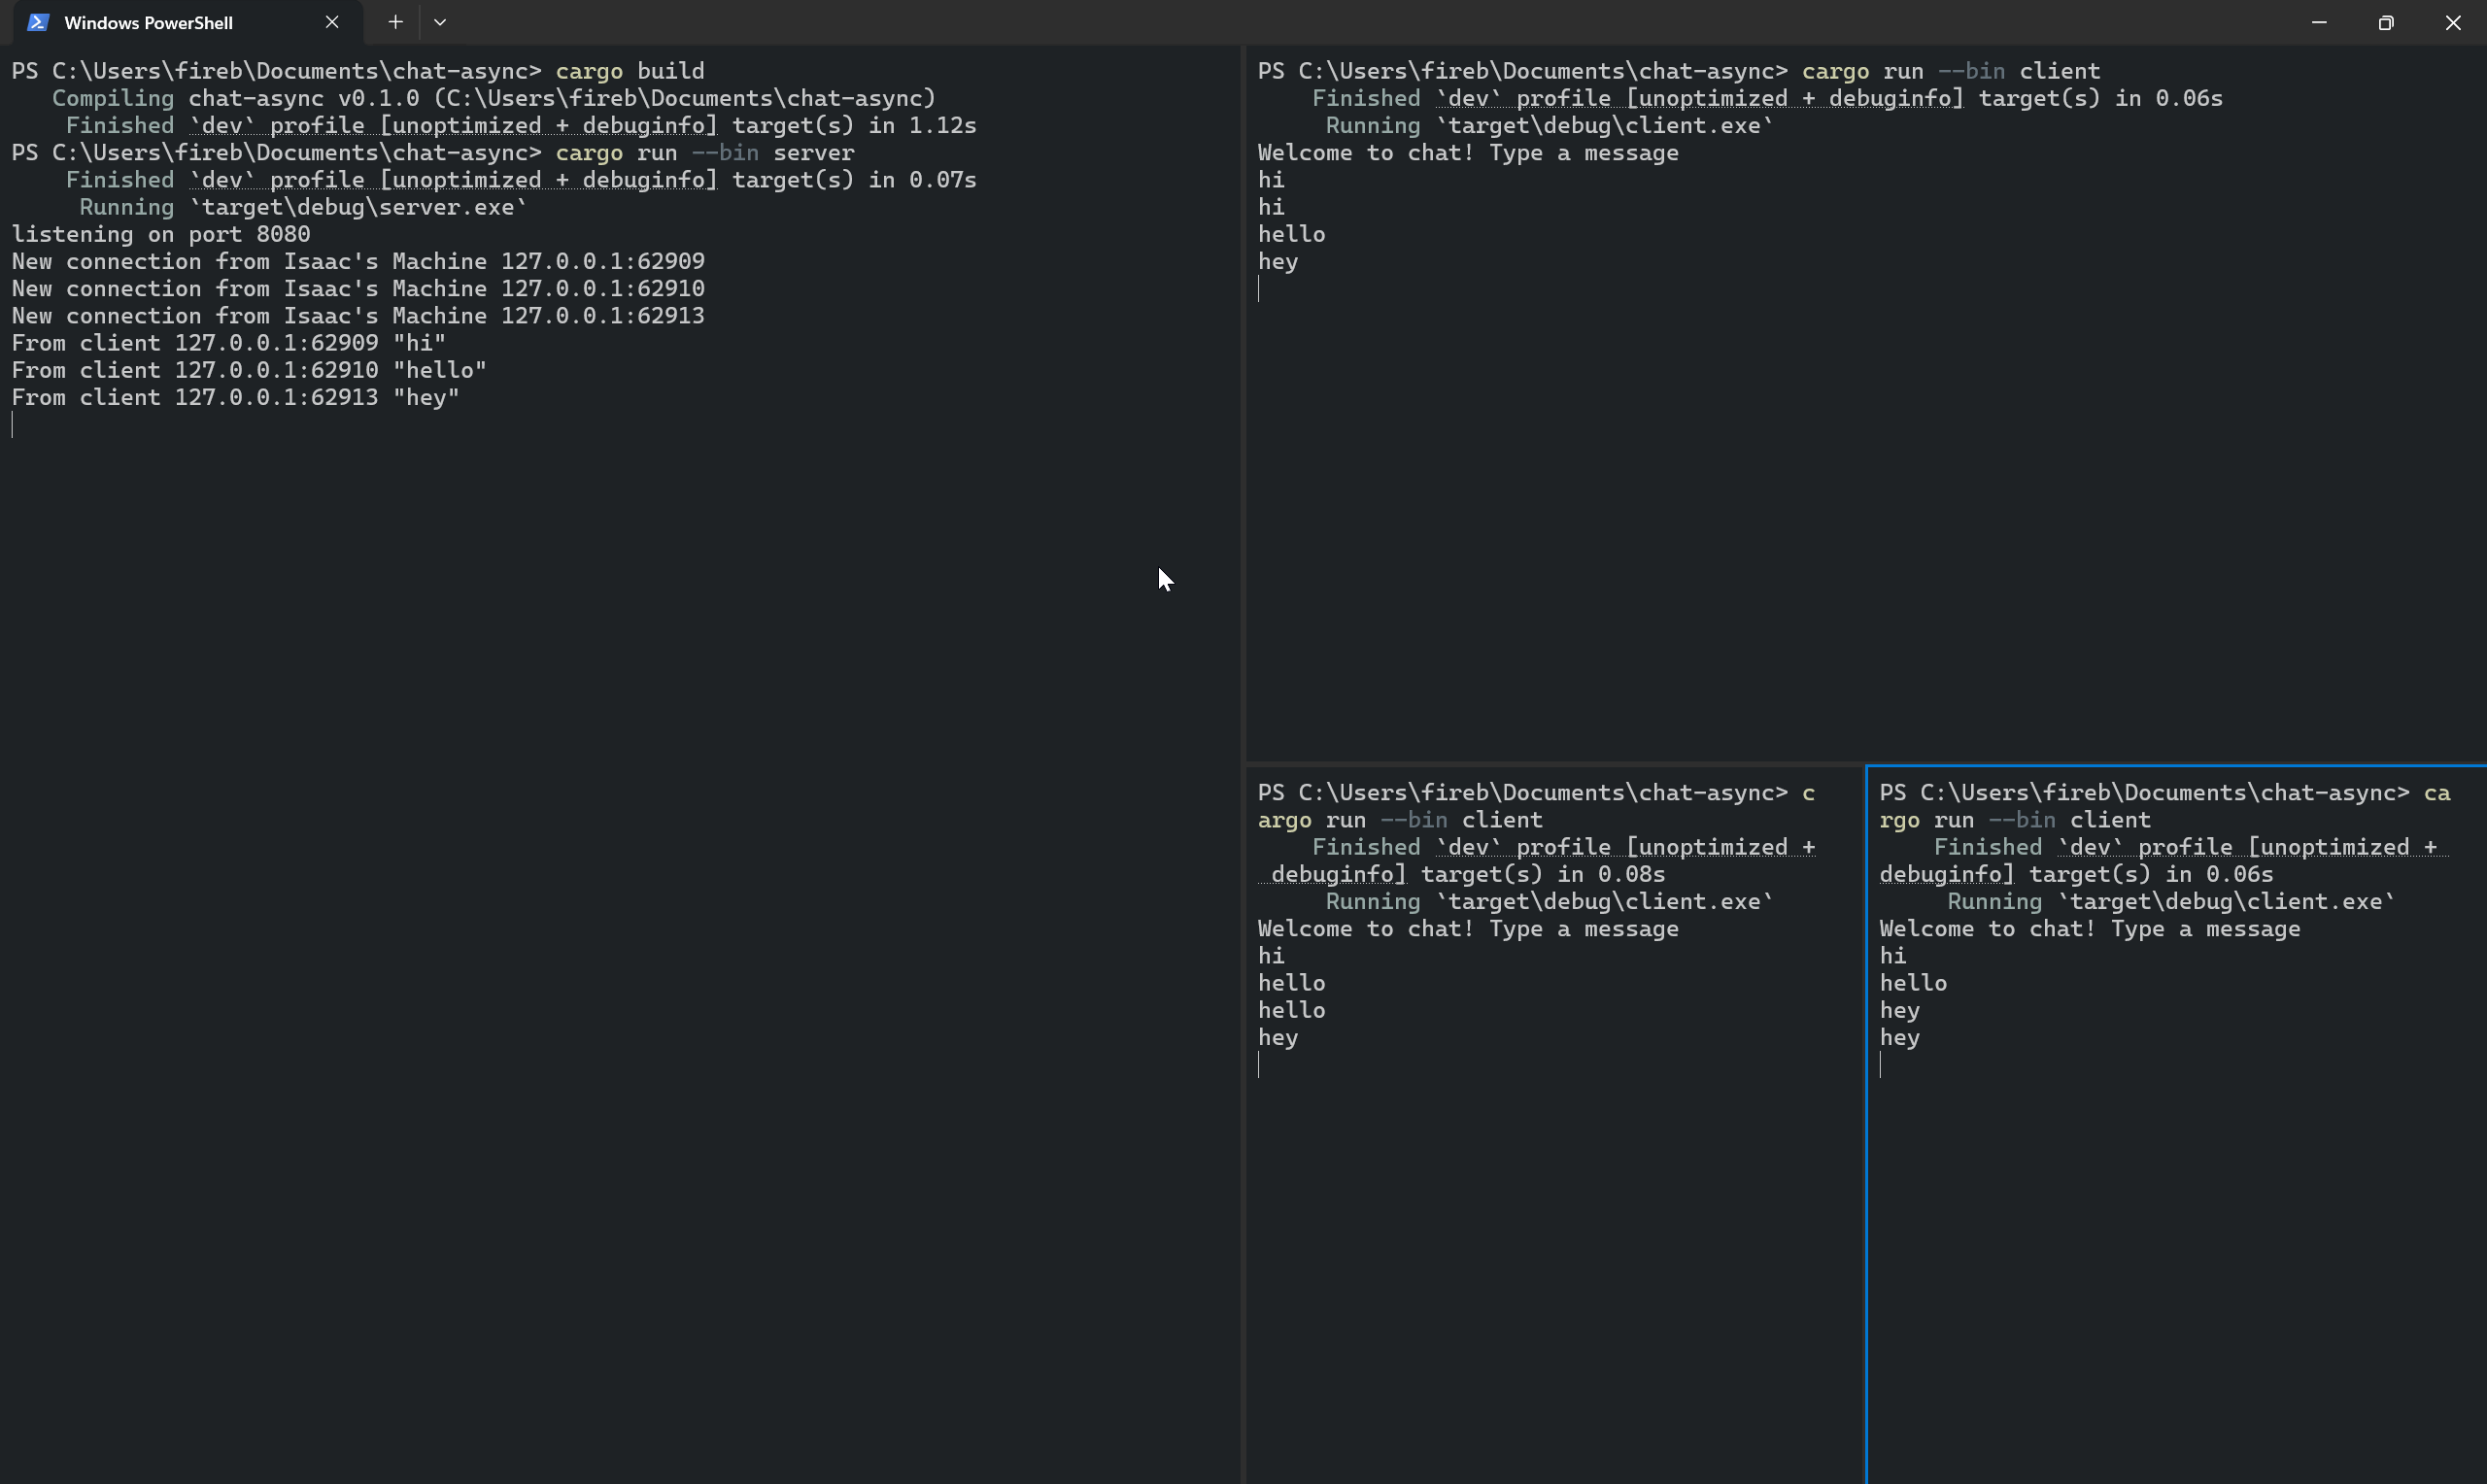 Windows PowerShell
PS C:\Users\fireb\Documents\chat-async> cargo build
Compiling chat-async v0.1.0 (C:\Users\fireb\Documents\chat-async)
Finished `dev` profile [unoptimized + debuginfo] target(s) in 1.12s
PS C:\Users\fireb\Documents\chat-async> cargo run --bin server
Finished `dev` profile [unoptimized + debuginfo] target(s) in 0.07s
Running `target\debug\server.exe`
listening on port 8080
New connection from Isaac's Machine 127.0.0.1:62909
New connection from Isaac's Machine 127.0.0.1:62910
New connection from Isaac's Machine 127.0.0.1:62913
From client 127.0.0.1:62909 "hi"
From client 127.0.0.1:62910 "hello"
From client 127.0.0.1:62913 "hey"
PS C:\Users\fireb\Documents\chat-async> cargo run --bin client
Finished `dev` profile [unoptimized + debuginfo] target(s) in 0.06s
Running `target\debug\client.exe`
Welcome to chat! Type a message
hi
hi
hello
hey
PS C:\Users\fireb\Documents\chat-async> c
argo run --bin client
Finished `dev` profile [unoptimized +
debuginfo] target(s) in 0.08s
Running `target\debug\client.exe`
Welcome to chat! Type a message
hi
hello
hello
hey
PS C:\Users\fireb\Documents\chat-async> ca
rgo run --bin client
Finished `dev` profile [unoptimized +
debuginfo] target(s) in 0.06s
Running `target\debug\client.exe`
Welcome to chat! Type a message
hi
hello
hey
hey